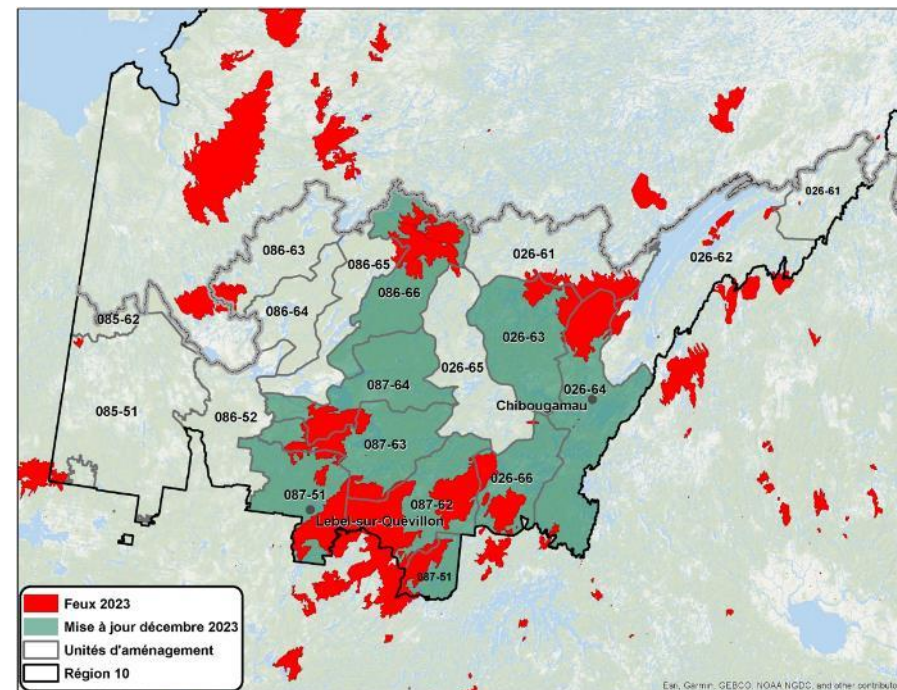 026-61
086-63
026-61
026-62
086-65
086-66
086-64
085-62
026-63
026-65
087-64
026-64
085-51
086-52
Chibougamau
087-63
026-66
087-51
087-62
Lebel-sur-Quévillon
087-51
Feux 2023
Mise à jour décembre 2023
Unités d'aménagement
Région 10
Esri, Garmin, GEBCO, NOAA NGDC, and other contributors